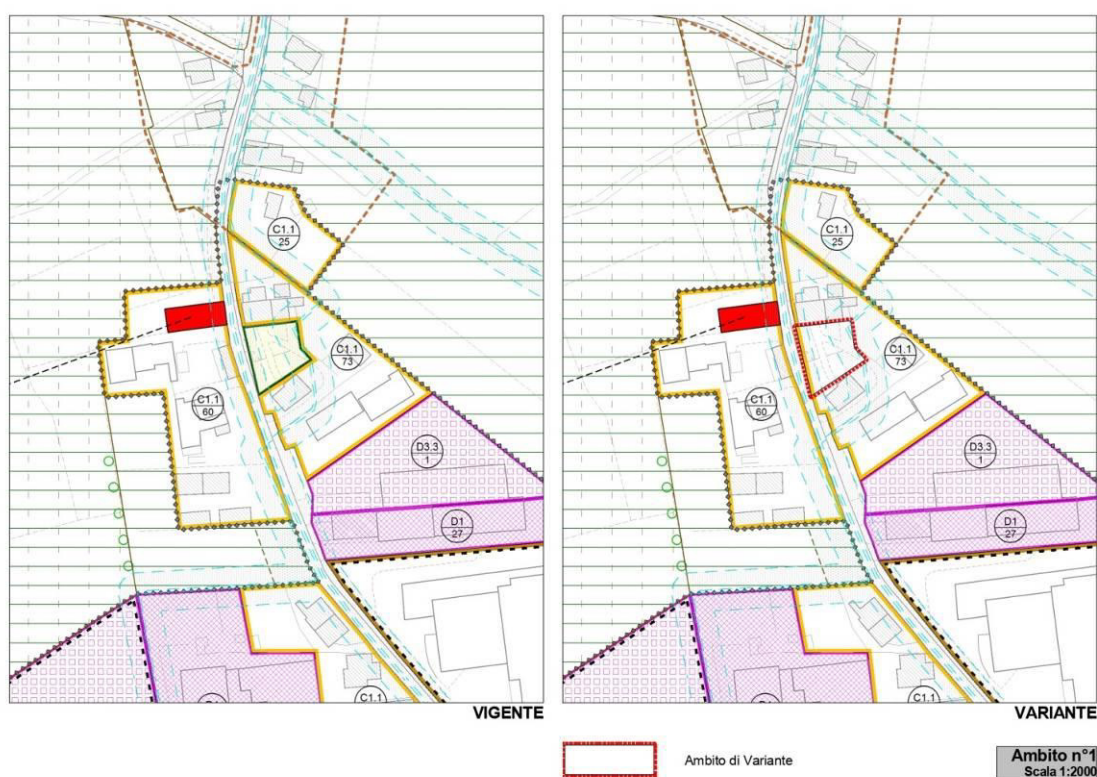 C1.1
25
C1.1
73
C1.1
60
D3.3
1
D1
27
C1.1
VIGENTE
C1.1
25
C1.1
73
C1.1
60
D3.3
1
D1
27
C1.1
VARIANTE
Ambito di Variante
Ambito n°1
Scala 1:2000